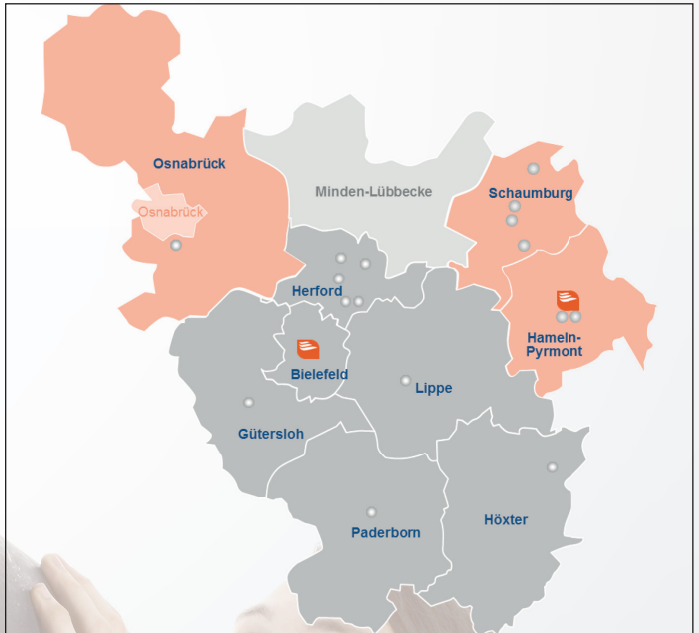 Osnabrück
Minden-Lübbecke
Schaumburg
Osnabrück
Herford
Hameln-
Pyrmont
Bielefeld
Lippe
Gütersloh
Höxter
Paderborn